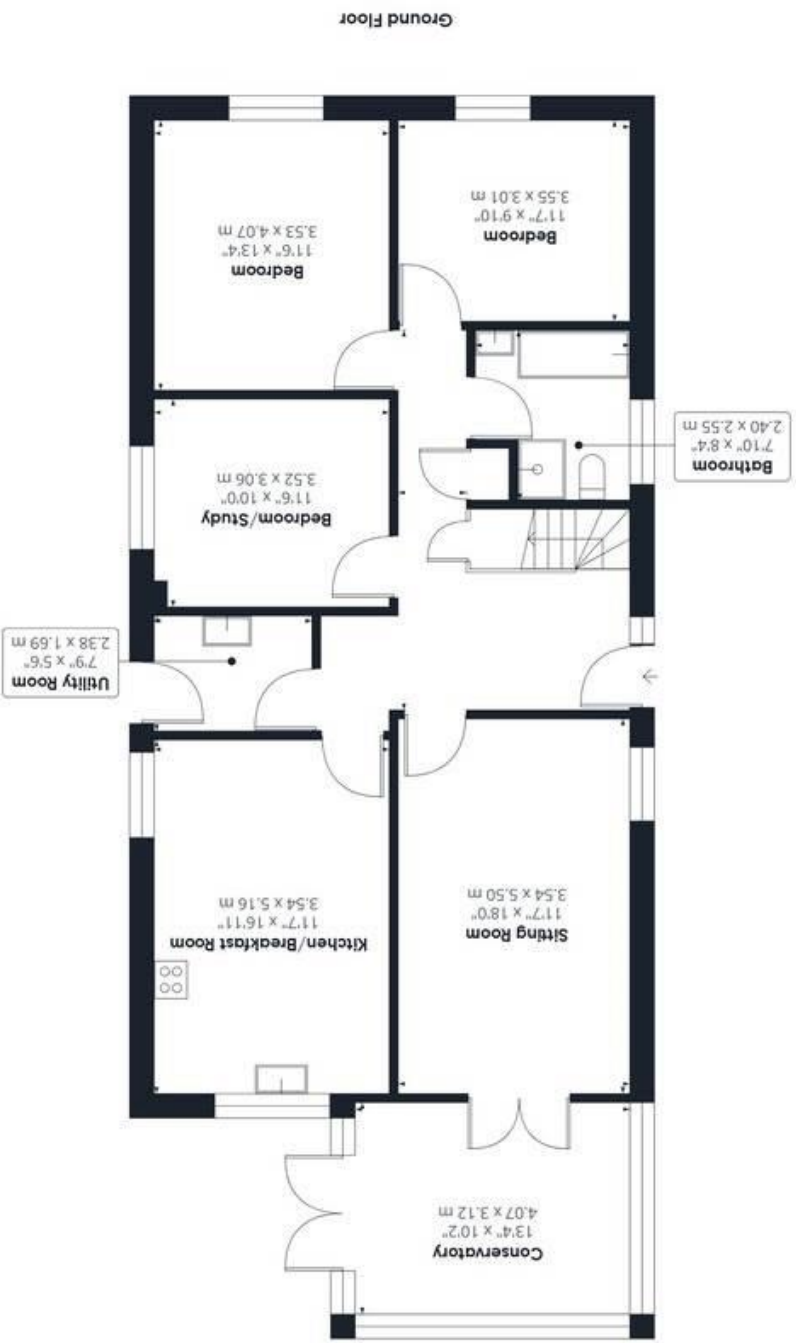 Conservatory
13'4" x 10'2"
4.07 x 3.12 m
Sitting Room
11'7" x 18'0"
3.54 x 5.50 m
Kitchen/Breakfast Room
11'7" x 16'11"
3.54 x 5.16 m
Utility Room
7'9" x 5'6"
2.38 x 1.69 m
Bathroom
7'10" x 8'4"
2.40 x 2.55 m
Bedroom/Study
11'6" x 10'0"
3.52 x 3.06 m
Bedroom
11'7" x 9'10"
3.55 x 3.01 m
Bedroom
11'6" x 13'4"
3.53 x 4.07 m
Ground Floor